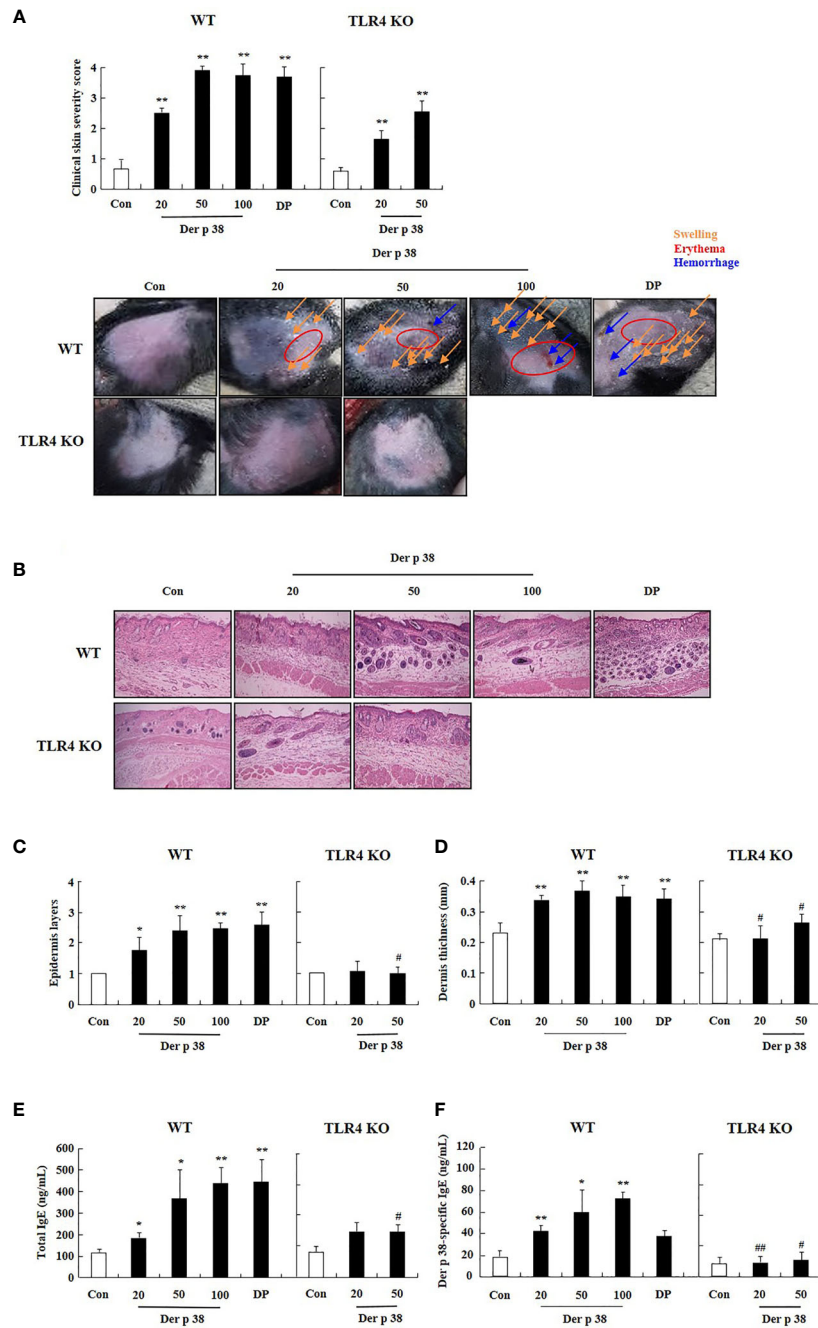 A
WT
TLR4 KO
Clinical skin severity score
4
3
2
1
0
** ** ** ** ** **
Con 20 50 100 DP Con 20 50
Der p 38 Der p 38
Swelling
Erythema
Hemorrhage
Der p 38
Con 20 50 100 DP
WT
TLR4 KO
B
Der p 38
Con 20 50 100 DP
WT
TLR4 KO
C
WT
TLR4 KO
Epidermis layers
4
3
2
1
0
* ** ** ** #
Con 20 50 100 DP Con 20 50
Der p 38 Der p 38
D
WT
TLR4 KO
Dermis thichness (mm)
0.4
0.3
0.2
0.1
0
** ** ** ** # #
Con 20 50 100 DP Con 20 50
Der p 38 Der p 38
E
WT
TLR4 KO
Total IgE (ng/mL)
600
500
400
300
200
100
0
* * ** ** #
Con 20 50 100 DP Con 20 50
Der p 38 Der p 38
F
WT
TLR4 KO
Der p 38-specific IgE (ng/mL)
120
100
80
60
40
20
0
** * ** ## #
Con 20 50 100 DP Con 20 50
Der p 38 Der p 38